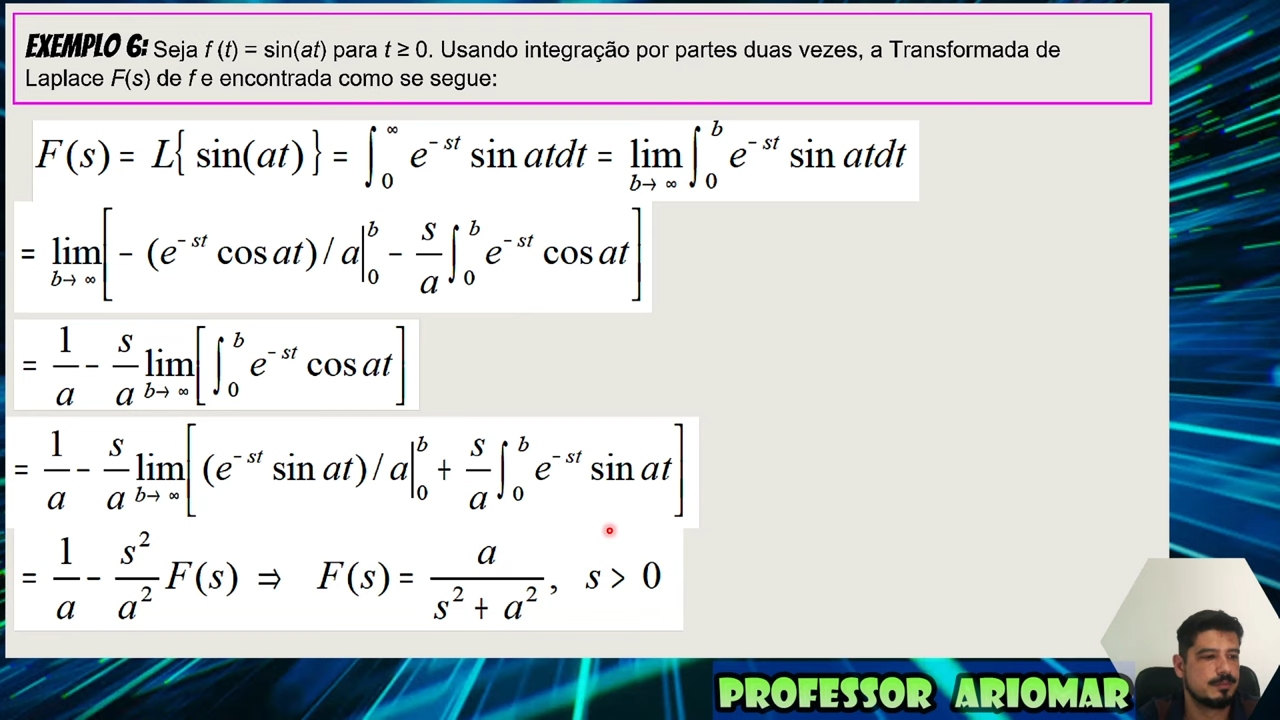 EXEMPLO 6: Seja f (t) = sin(at) para t ≥ 0. Usando integração por partes duas vezes, a Transformada de
Laplace F(s) de f e encontrada como se segue:
F(s) = L{ sin(at) } = ∫_0^∞ e^{-st} sin atdt = lim_{b→∞} ∫_0^b e^{-st} sin atdt
= lim_{b→∞} [ - (e^{-st} cos at) / a |_0^b - s/a ∫_0^b e^{-st} cos at ]
= 1/a - s/a lim_{b→∞} [ ∫_0^b e^{-st} cos at ]
= 1/a - s/a lim_{b→∞} [ (e^{-st} sin at) / a |_0^b + s/a ∫_0^b e^{-st} sin at ]
= 1/a - s^2/a^2 F(s) ⇒ F(s) = a/(s^2 + a^2), s > 0
PROFESSOR ARIOMAR